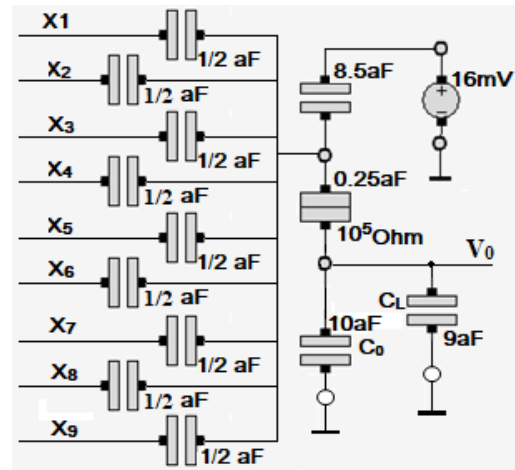 X1
1/2 aF
X2
1/2 aF
X3
1/2 aF
X4
1/2 aF
X5
1/2 aF
X6
1/2 aF
X7
1/2 aF
X8
1/2 aF
X9
1/2 aF
8.5aF
16mV
0.25aF
10⁵Ohm
V0
10aF
C0
CL
9aF